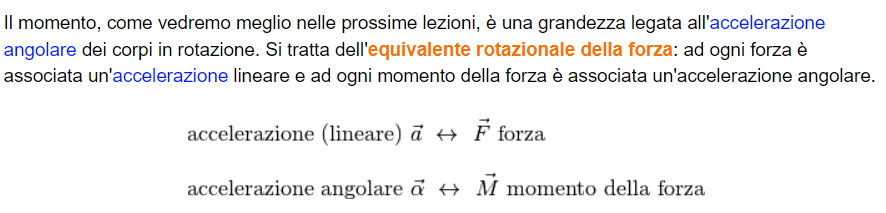 Il momento, come vedremo meglio nelle prossime lezioni, è una grandezza legata all'accelerazione
angolare dei corpi in rotazione. Si tratta dell'equivalente rotazionale della forza: ad ogni forza è
associata un'accelerazione lineare e ad ogni momento della forza è associata un'accelerazione angolare.
accelerazione (lineare) a⃗ ↔ F⃗ forza
accelerazione angolare α⃗ ↔ M⃗ momento della forza